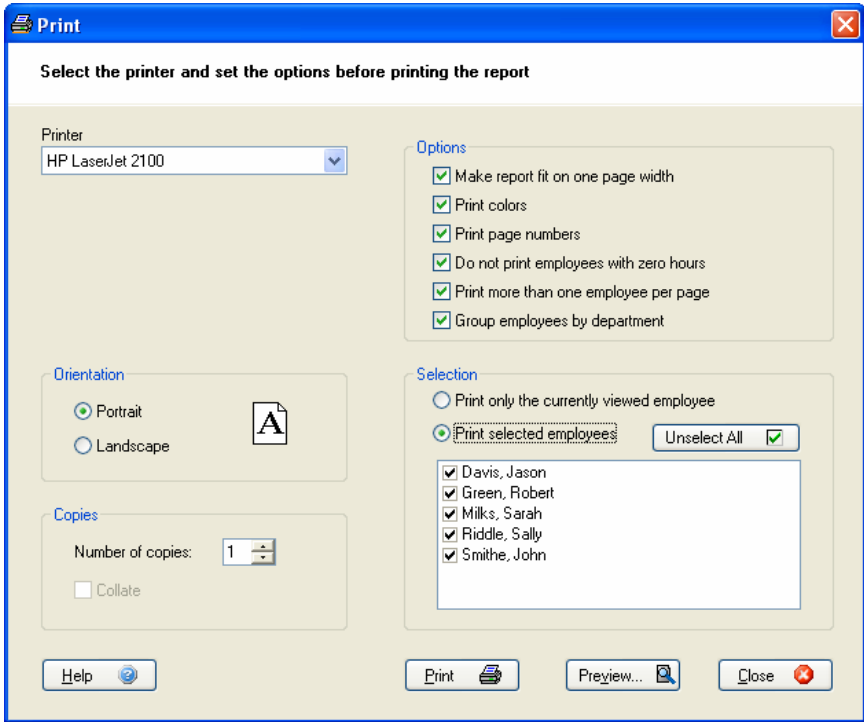 Print
Select the printer and set the options before printing the report
Printer
HP LaserJet 2100
Options
Make report fit on one page width
Print colors
Print page numbers
Do not print employees with zero hours
Print more than one employee per page
Group employees by department
Orientation
Portrait
Landscape
A
Selection
Print only the currently viewed employee
Print selected employees
Unselect All
Davis, Jason
Green, Robert
Milks, Sarah
Riddle, Sally
Smithe, John
Copies
Number of copies: 1
Collate
Help
Print
Preview...
Close